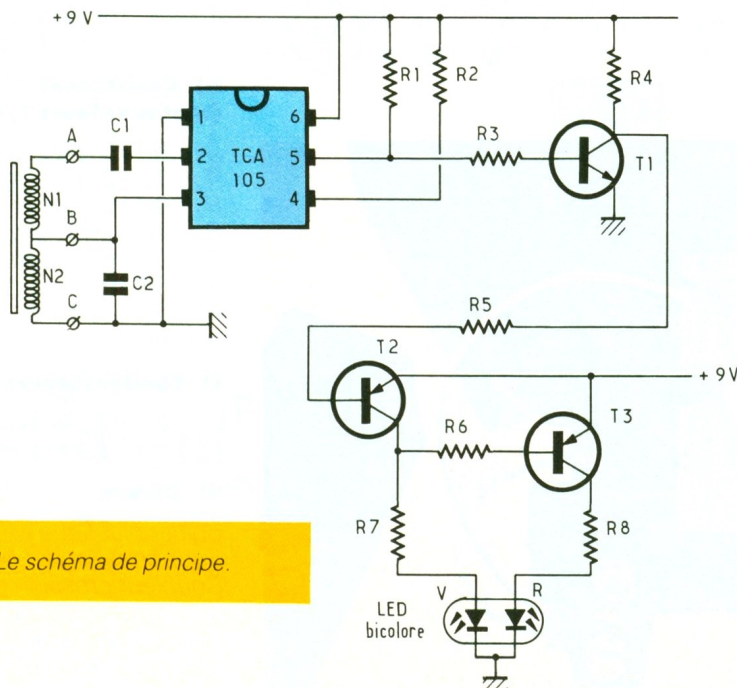 + 9 V
R1
R2
R4
A
C1
1
6
R3
2
TCA
105
5
T1
N1
B
3
4
N2
C2
C
R5
T2
+ 9 V
T3
R6
R7
R8
Le schéma de principe.
V
R
LED
bicolore